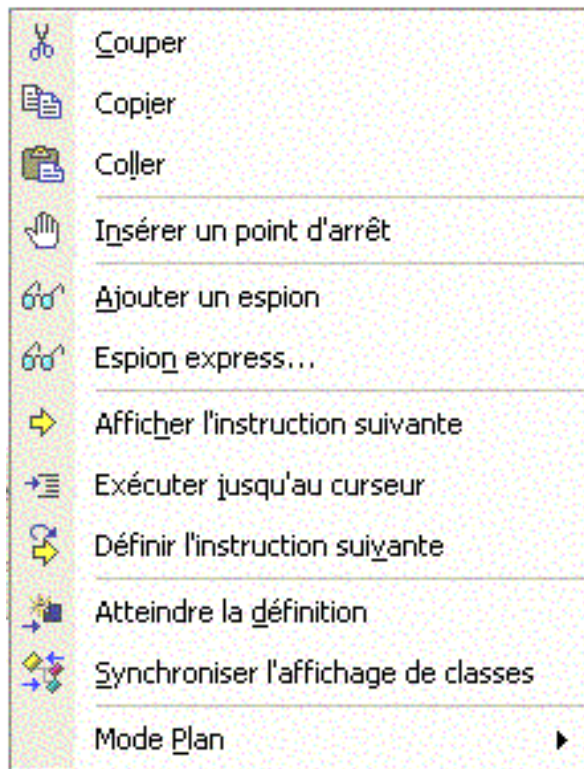 Couper
Copier
Coller
Insérer un point d'arrêt
Ajouter un espion
Espion express...
Afficher l'instruction suivante
Exécuter jusqu'au curseur
Définir l'instruction suivante
Atteindre la définition
Synchroniser l'affichage de classes
Mode Plan